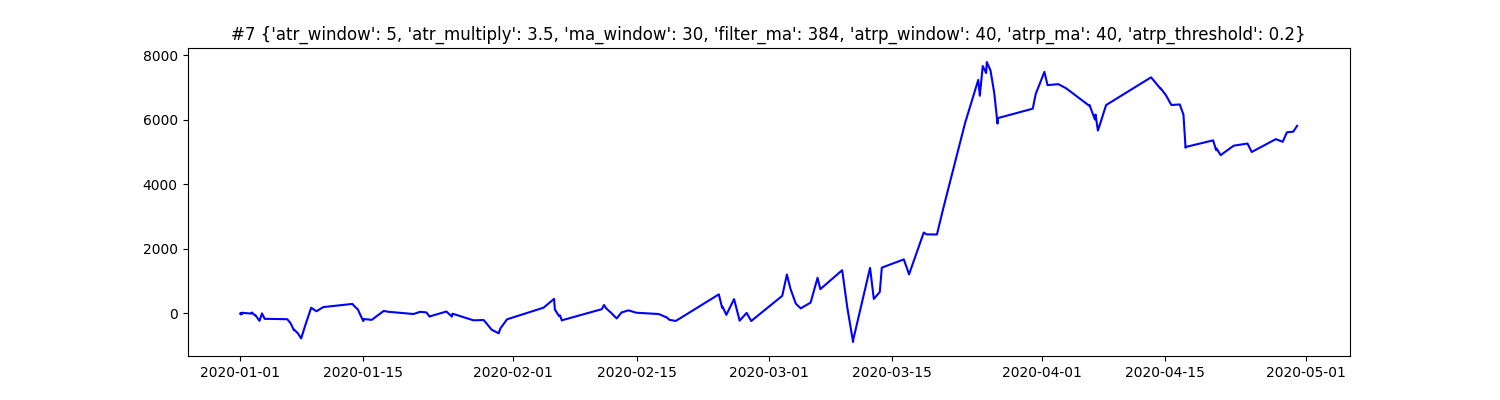 #7 {'atr_window': 5, 'atr_multiply': 3.5, 'ma_window': 30, 'filter_ma': 384, 'atrp_window': 40, 'atrp_ma': 40, 'atrp_threshold': 0.2}
8000
6000
4000
2000
0
2020-01-01 2020-01-15 2020-02-01 2020-02-15 2020-03-01 2020-03-15 2020-04-01 2020-04-15 2020-05-01